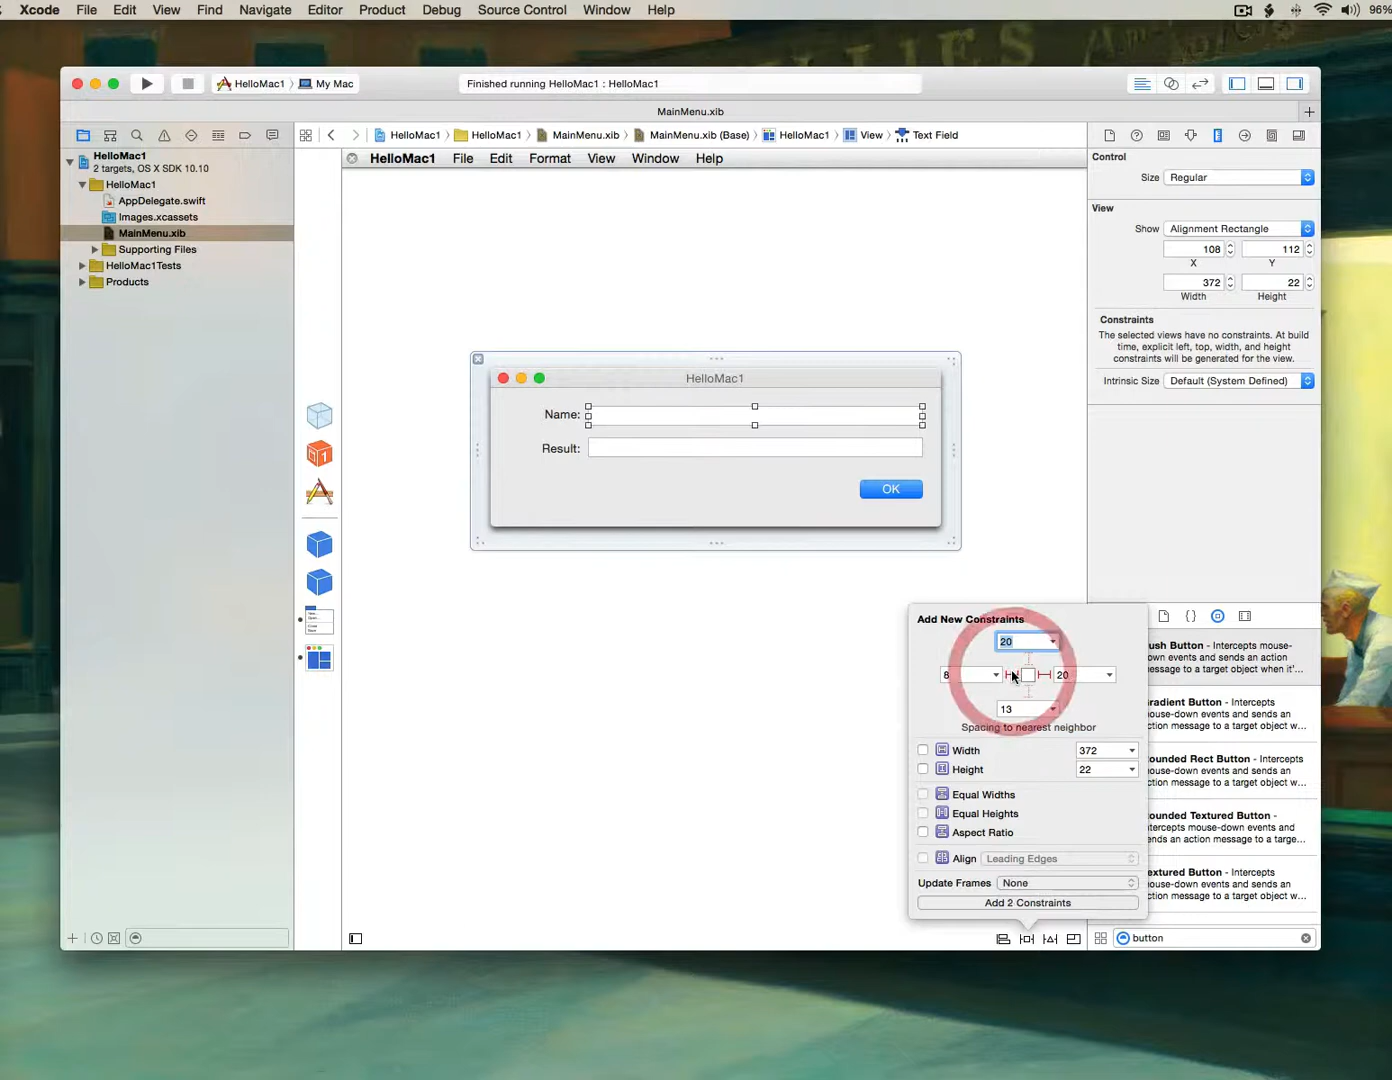 Xcode File Edit View Find Navigate Editor Product Debug Source Control Window Help 96%
HelloMac1 My Mac Finished running HelloMac1 : HelloMac1
MainMenu.xib
HelloMac1 HelloMac1 MainMenu.xib MainMenu.xib (Base) HelloMac1 View Text Field
HelloMac1
2 targets, OS X SDK 10.10
HelloMac1
AppDelegate.swift
Images.xcassets
MainMenu.xib
Supporting Files
HelloMac1Tests
Products
HelloMac1 File Edit Format View Window Help
HelloMac1
Name:
Result:
OK
Control
Size Regular
View
Show Alignment Rectangle
108 112
X Y
372 22
Width Height
Constraints
The selected views have no constraints. At build
time, explicit left, top, width, and height
constraints will be generated for the view.
Intrinsic Size Default (System Defined)
Add New Constraints
20
8 20
13
Spacing to nearest neighbor
Width 372
Height 22
Equal Widths
Equal Heights
Aspect Ratio
Align Leading Edges
Update Frames None
Add 2 Constraints
ush Button - Intercepts mouse-
own events and sends an action
essage to a target object when it'...
radient Button - Intercepts
ouse-down events and sends an
ction message to a target object w...
ounded Rect Button - Intercepts
ouse-down events and sends an
ction message to a target object w...
ounded Textured Button -
tercepts mouse-down events and
ends an action message to a targe...
extured Button - Intercepts
ouse-down events and sends an
ction message to a target object w...
button